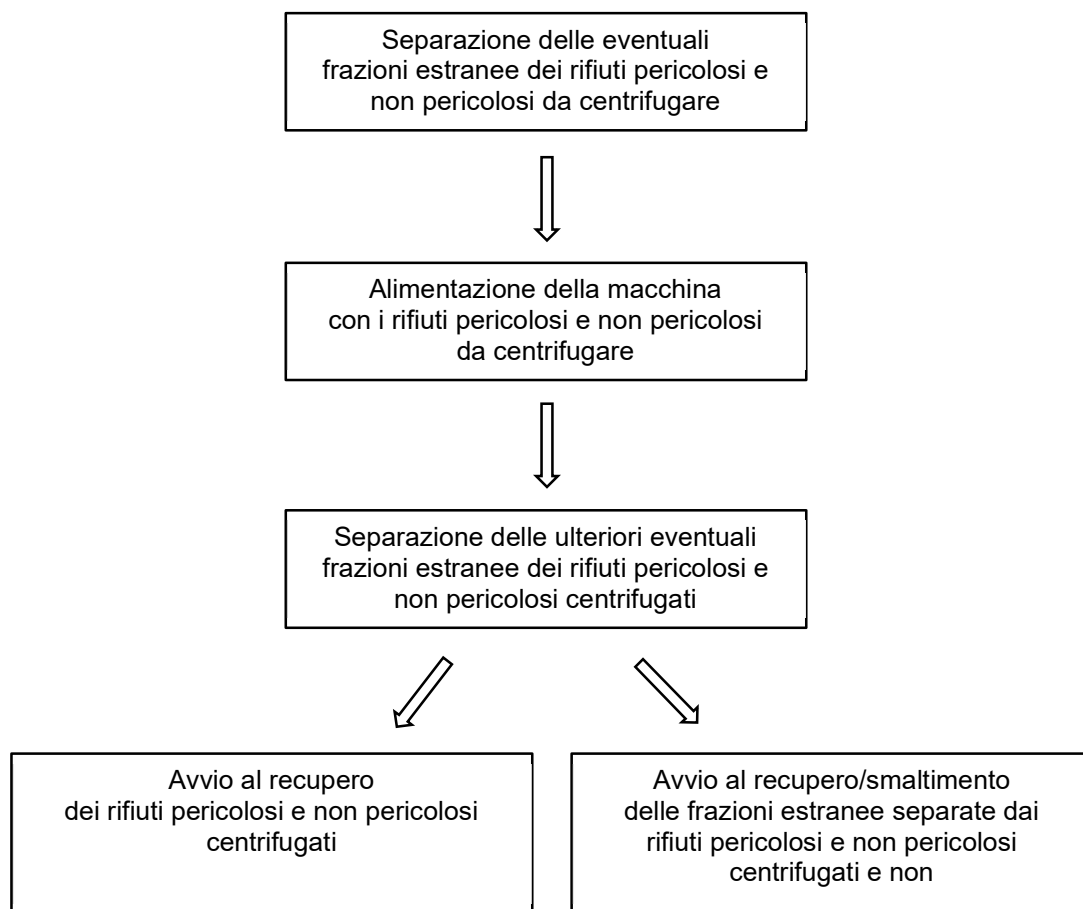 Separazione delle eventuali
frazioni estranee dei rifiuti pericolosi e
non pericolosi da centrifugare
Alimentazione della macchina
con i rifiuti pericolosi e non pericolosi
da centrifugare
Separazione delle ulteriori eventuali
frazioni estranee dei rifiuti pericolosi e
non pericolosi centrifugati
Avvio al recupero
dei rifiuti pericolosi e non pericolosi
centrifugati
Avvio al recupero/smaltimento
delle frazioni estranee separate dai
rifiuti pericolosi e non pericolosi
centrifugati e non